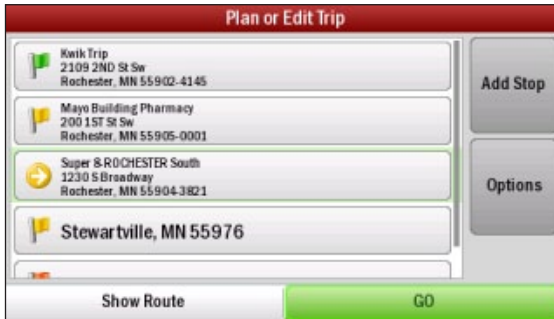 Plan or Edit Trip
Kwik Trip
2109 2ND St Sw
Rochester, MN 55902-4145
Add Stop
Mayo Building Pharmacy
200 1ST St Sw
Rochester, MN 55905-0001
Super 8-ROCHESTER South
1230 S Broadway
Rochester, MN 55904-3821
Options
Stewartville, MN 55976
Show Route
GO